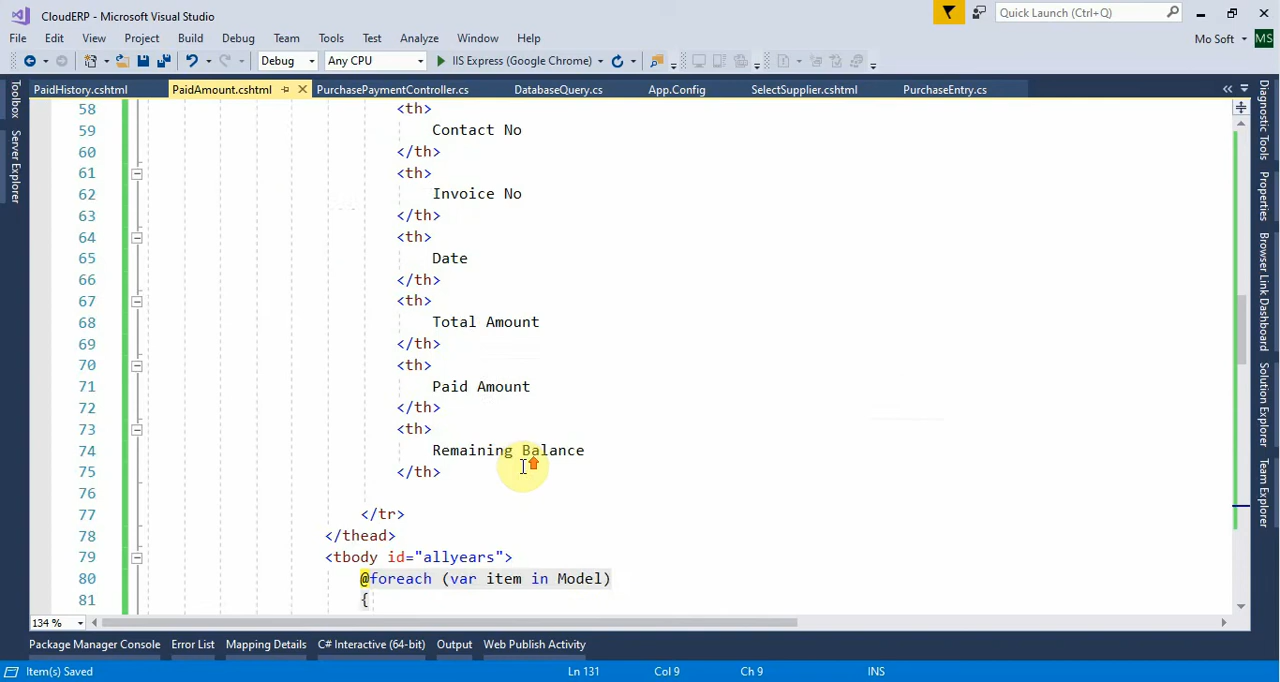 CloudERP - Microsoft Visual Studio
Quick Launch (Ctrl+Q)
File Edit View Project Build Debug Team Tools Test Analyze Window Help
Mo Soft MS
Debug Any CPU IIS Express (Google Chrome)
PaidHistory.cshtml PaidAmount.cshtml PurchasePaymentController.cs DatabaseQuery.cs App.Config SelectSupplier.cshtml PurchaseEntry.cs
Toolbox
Server Explorer
58 <th>
59 Contact No
60 </th>
61 <th>
62 Invoice No
63 </th>
64 <th>
65 Date
66 </th>
67 <th>
68 Total Amount
69 </th>
70 <th>
71 Paid Amount
72 </th>
73 <th>
74 Remaining Balance
75 </th>
76
77 </tr>
78 </thead>
79 <tbody id="allyears">
80 @foreach (var item in Model)
81 {
Diagnostic Tools
Properties
Browser Link Dashboard
Solution Explorer
Team Explorer
134 %
Package Manager Console Error List Mapping Details C# Interactive (64-bit) Output Web Publish Activity
Item(s) Saved Ln 131 Col 9 Ch 9 INS